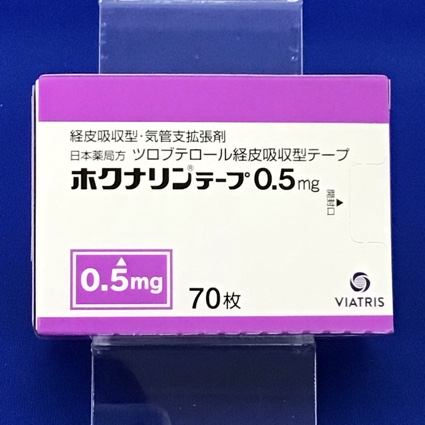 経皮吸収型・気管支拡張剤
日本薬局方 ツロブテロール経皮吸収型テープ
ホクナリン®テープ0.5mg
開封口
0.5mg
70枚
VIATRIS